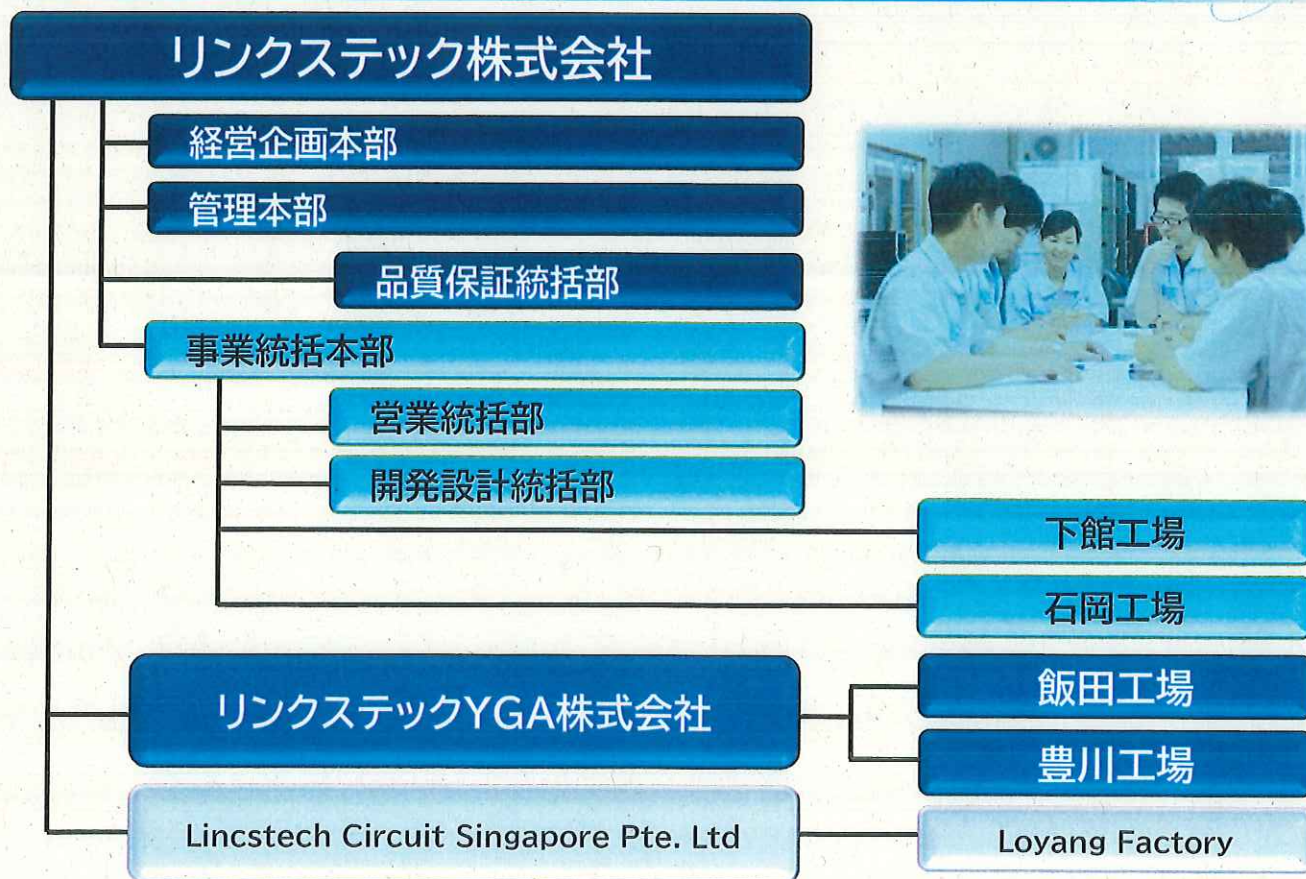 リンクステック株式会社
経営企画本部
管理本部
品質保証統括部
事業統括本部
営業統括部
開発設計統括部
下館工場
石岡工場
リンクステックYGA株式会社
飯田工場
豊川工場
Lincstech Circuit Singapore Pte. Ltd
Loyang Factory